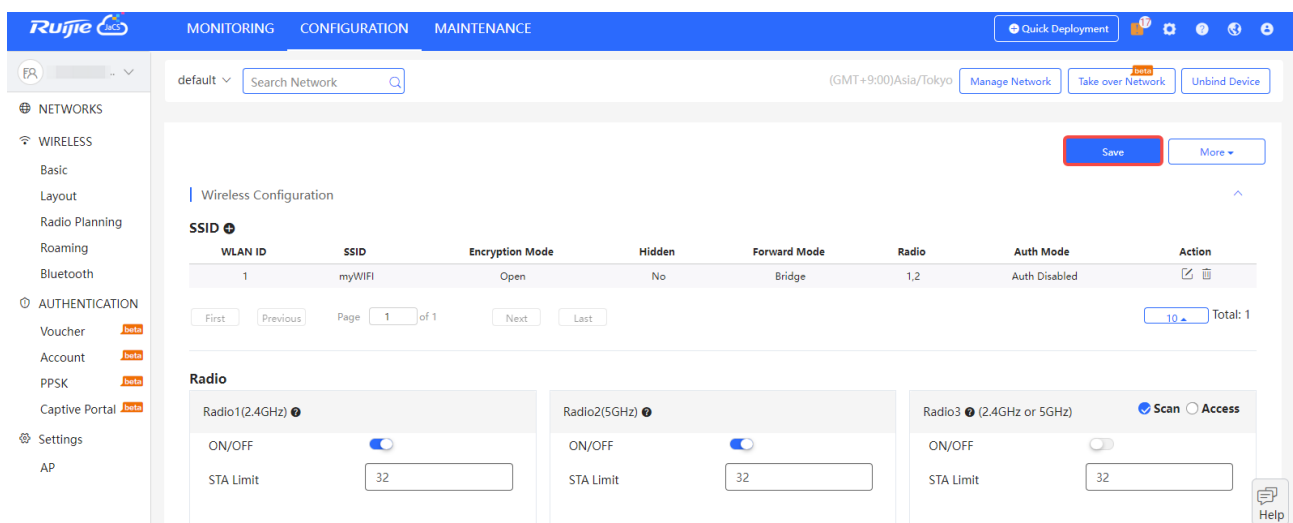 Ruijie JaCS MONITORING CONFIGURATION MAINTENANCE Quick Deployment 17
default Search Network (GMT+9:00)Asia/Tokyo Manage Network Take over Network beta Unbind Device
NETWORKS
WIRELESS
Basic
Layout
Radio Planning
Roaming
Bluetooth
AUTHENTICATION
Voucher beta
Account beta
PPSK beta
Captive Portal beta
Settings
AP
Save More
Wireless Configuration
SSID
WLAN ID SSID Encryption Mode Hidden Forward Mode Radio Auth Mode Action
1 myWIFI Open No Bridge 1,2 Auth Disabled
First Previous Page 1 of 1 Next Last 10 Total: 1
Radio
Radio1(2.4GHz) Radio2(5GHz) Radio3 (2.4GHz or 5GHz) Scan Access
ON/OFF ON/OFF ON/OFF
STA Limit 32 STA Limit 32 STA Limit 32
Help